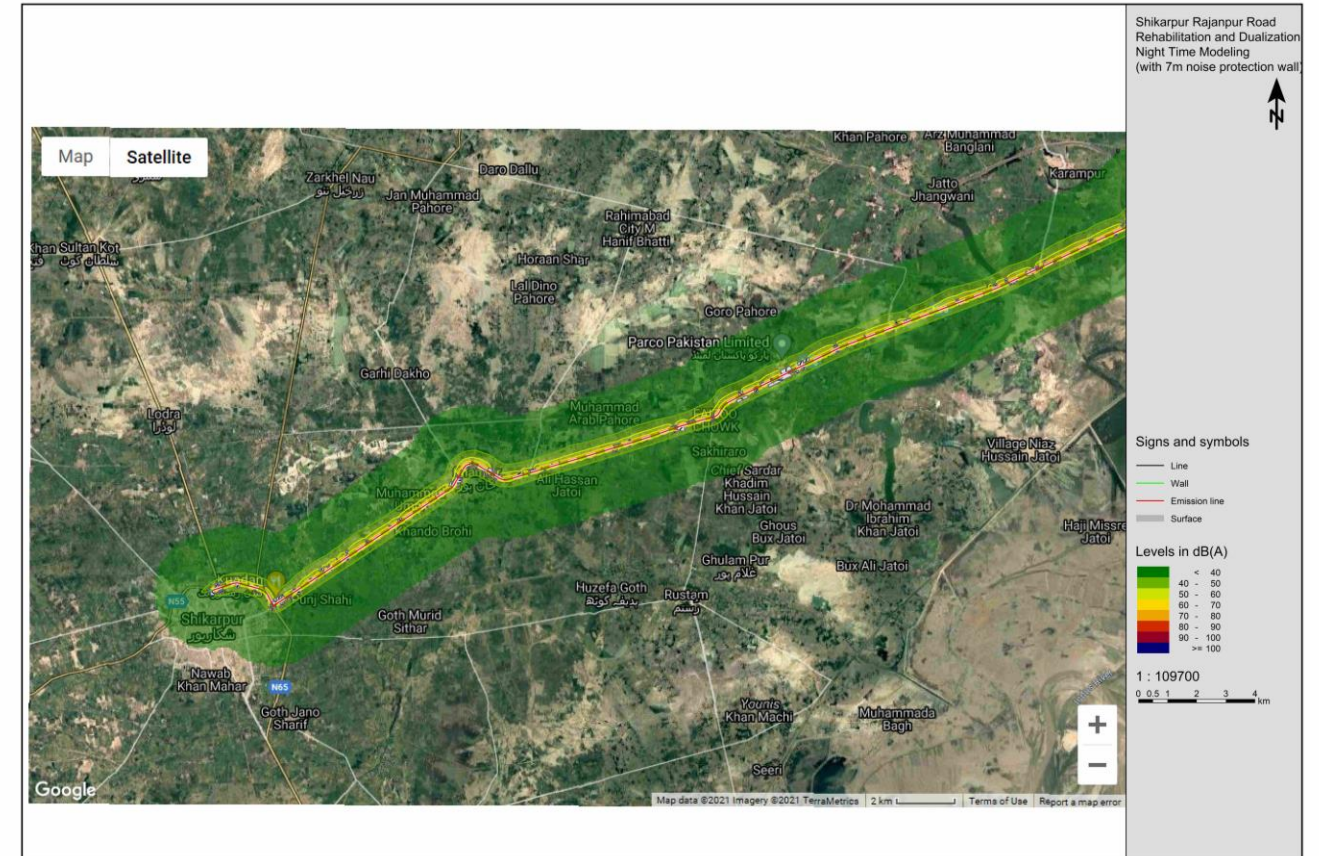 Shikarpur Rajanpur Road
Rehabilitation and Dualization
Night Time Modeling
(with 7m noise protection wall)
N
Map Satellite
Khan Pahore
Arz Muhammad
Banglani
Karampur
Zarkhel Nau
زرخيل نئو
Daro Dallu
Jan Muhammad
Pahore
Jatto
Jhangwani
Rahimabad
City M
Hanif Bhatti
Khan Sultan Kot
سلطان کوٹ
Horaan Shar
Lal Dino
Pahore
Goro Pahore
Parco Pakistan Limited
پارکو پاکستان لمیٹڈ
Garhi Dakho
Lodra
لوڈرا
Muhammad
Arab Pahore
CHOWK
Sakhiraro
Village Niaz
Hussain Jatoi
Chief Sardar
Khadim
Hussain
Khan Jatoi
Ali Hassan
Jatoi
Dr Mohammad
Ibrahim
Khan Jatoi
Khando Brohi
Ghous
Bux Jatoi
Haji Missre
Jatoi
Ghulam Pur
غلام پور
Bux Ali Jatoi
Huzefa Goth
Rustam
رستم
N55
Shikarpur
شکارپور
Goth Murid
Sithar
Nawab
Khan Mahar
N65
Goth Jano
Sharif
Younis
Khan Machi
Muhammada
Bagh
Seeri
+
−
Google
Map data ©2021 Imagery ©2021 TerraMetrics 2 km Terms of Use Report a map error
Signs and symbols
Line
Wall
Emission line
Surface
Levels in dB(A)
< 40
40 - 50
50 - 60
60 - 70
70 - 80
80 - 90
90 - 100
>= 100
1 : 109700
0 0.5 1 2 3 4
km